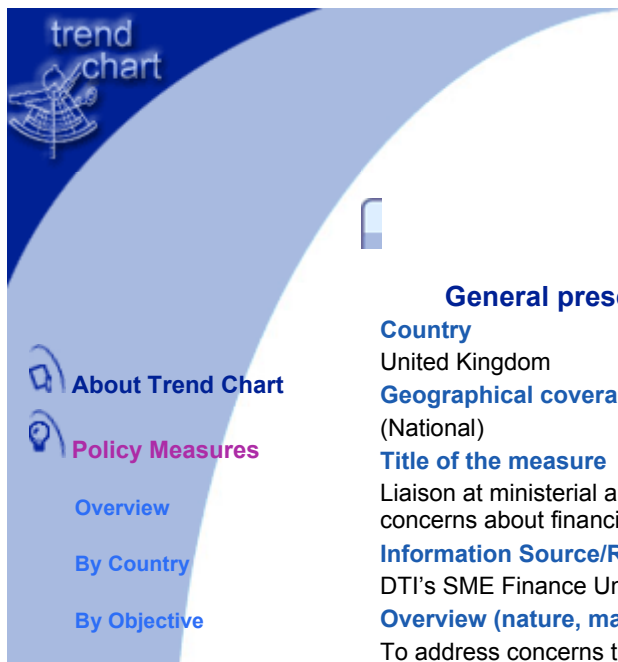 trend
chart
General pres
Country
United Kingdom
Geographical covera
(National)
Title of the measure
Liaison at ministerial a
concerns about financi
Information Source/R
DTI's SME Finance Un
Overview (nature, ma
To address concerns t
About Trend Chart
Policy Measures
Overview
By Country
By Objective